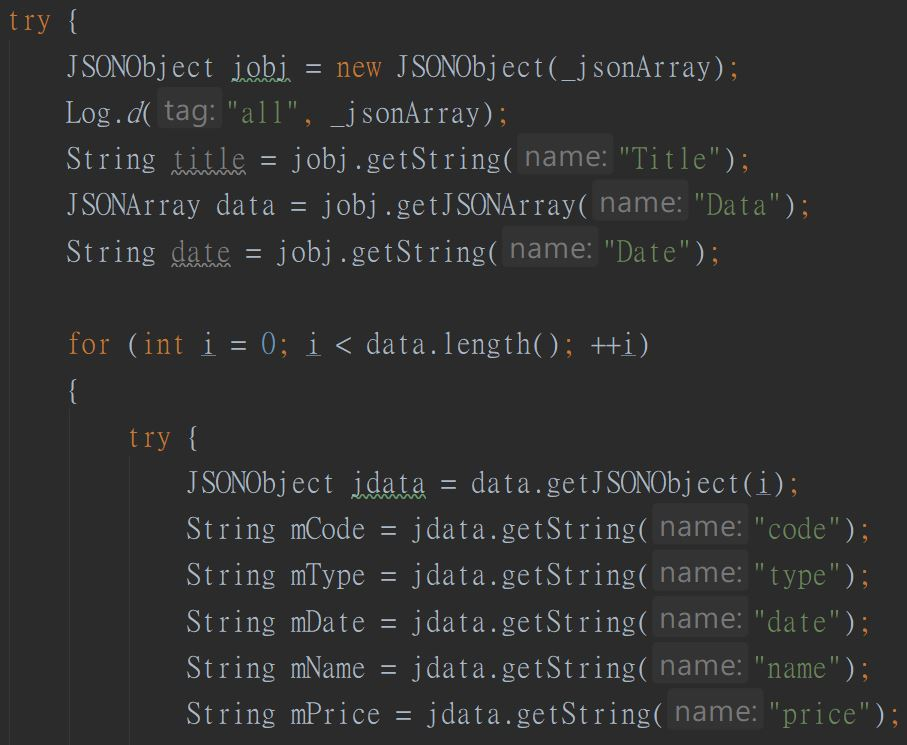 try {
JSONObject jobj = new JSONObject(_jsonArray);
Log.d( tag: "all", _jsonArray);
String title = jobj.getString( name: "Title");
JSONArray data = jobj.getJSONArray( name: "Data");
String date = jobj.getString( name: "Date");
for (int i = 0; i < data.length(); ++i)
{
try {
JSONObject jdata = data.getJSONObject(i);
String mCode = jdata.getString( name: "code");
String mType = jdata.getString( name: "type");
String mDate = jdata.getString( name: "date");
String mName = jdata.getString( name: "name");
String mPrice = jdata.getString( name: "price");